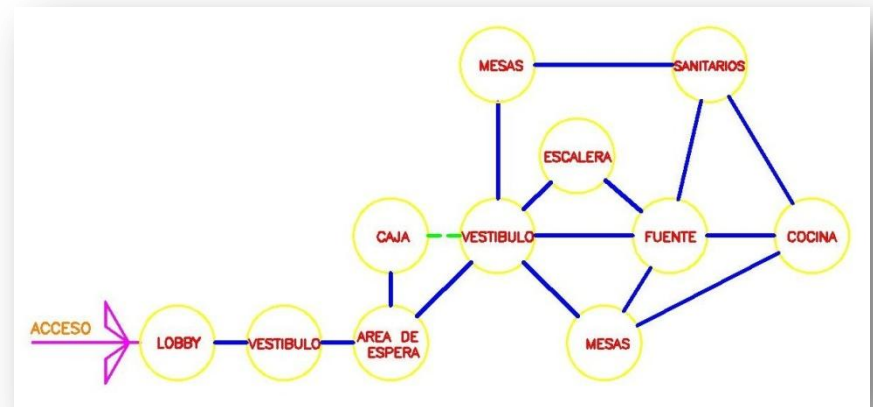 MESAS
SANITARIOS
ESCALERA
CAJA
VESTIBULO
FUENTE
COCINA
ACCESO
LOBBY
VESTIBULO
AREA DE
ESPERA
MESAS